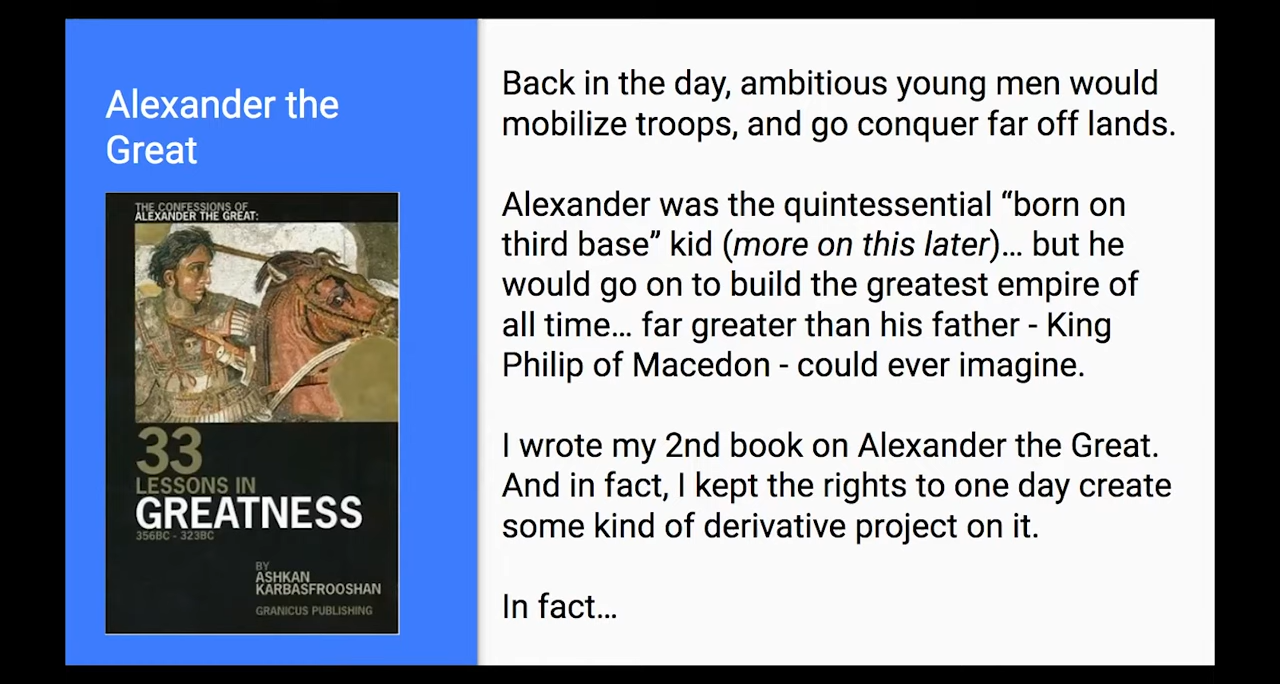 Alexander the
Great
THE CONFESSIONS OF
ALEXANDER THE GREAT:
33
LESSONS IN
GREATNESS
356BC - 323BC
BY
ASHKAN
KARBASFROOSHAN
GRANICUS PUBLISHING
Back in the day, ambitious young men would
mobilize troops, and go conquer far off lands.
Alexander was the quintessential “born on
third base” kid (more on this later)... but he
would go on to build the greatest empire of
all time... far greater than his father - King
Philip of Macedon - could ever imagine.
I wrote my 2nd book on Alexander the Great.
And in fact, I kept the rights to one day create
some kind of derivative project on it.
In fact...